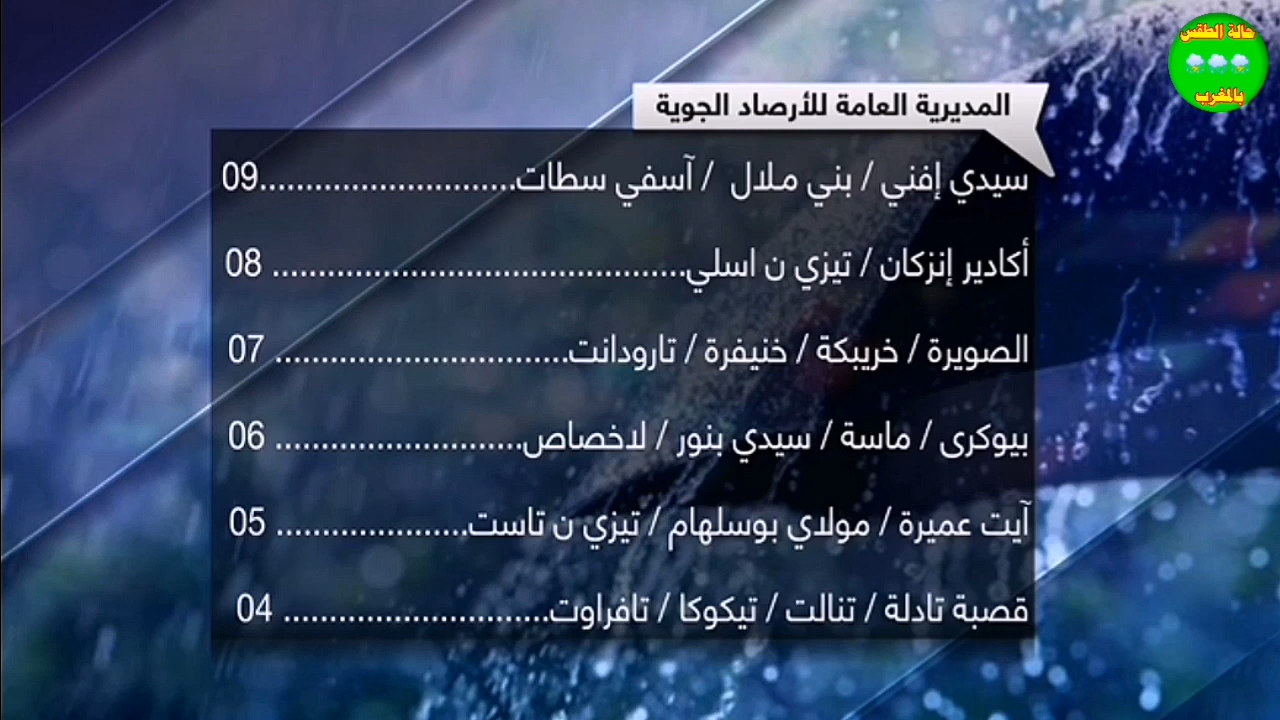 حالة الطقس
بالمغرب
المديرية العامة للأرصاد الجوية
سيدي إفني / بني ملال / آسفي سطات............................09
أكادير إنزكان / تيزي ن اسلي............................................. 08
الصويرة / خريبكة / خنيفرة / تارودانت................................ 07
بيوكرى / ماسة / سيدي بنور / لاخصاص........................... 06
آيت عميرة / مولاي بوسلهام / تيزي ن تاست..................... 05
قصبة تادلة / تنالت / تيكوكا / تافراوت............................. 04